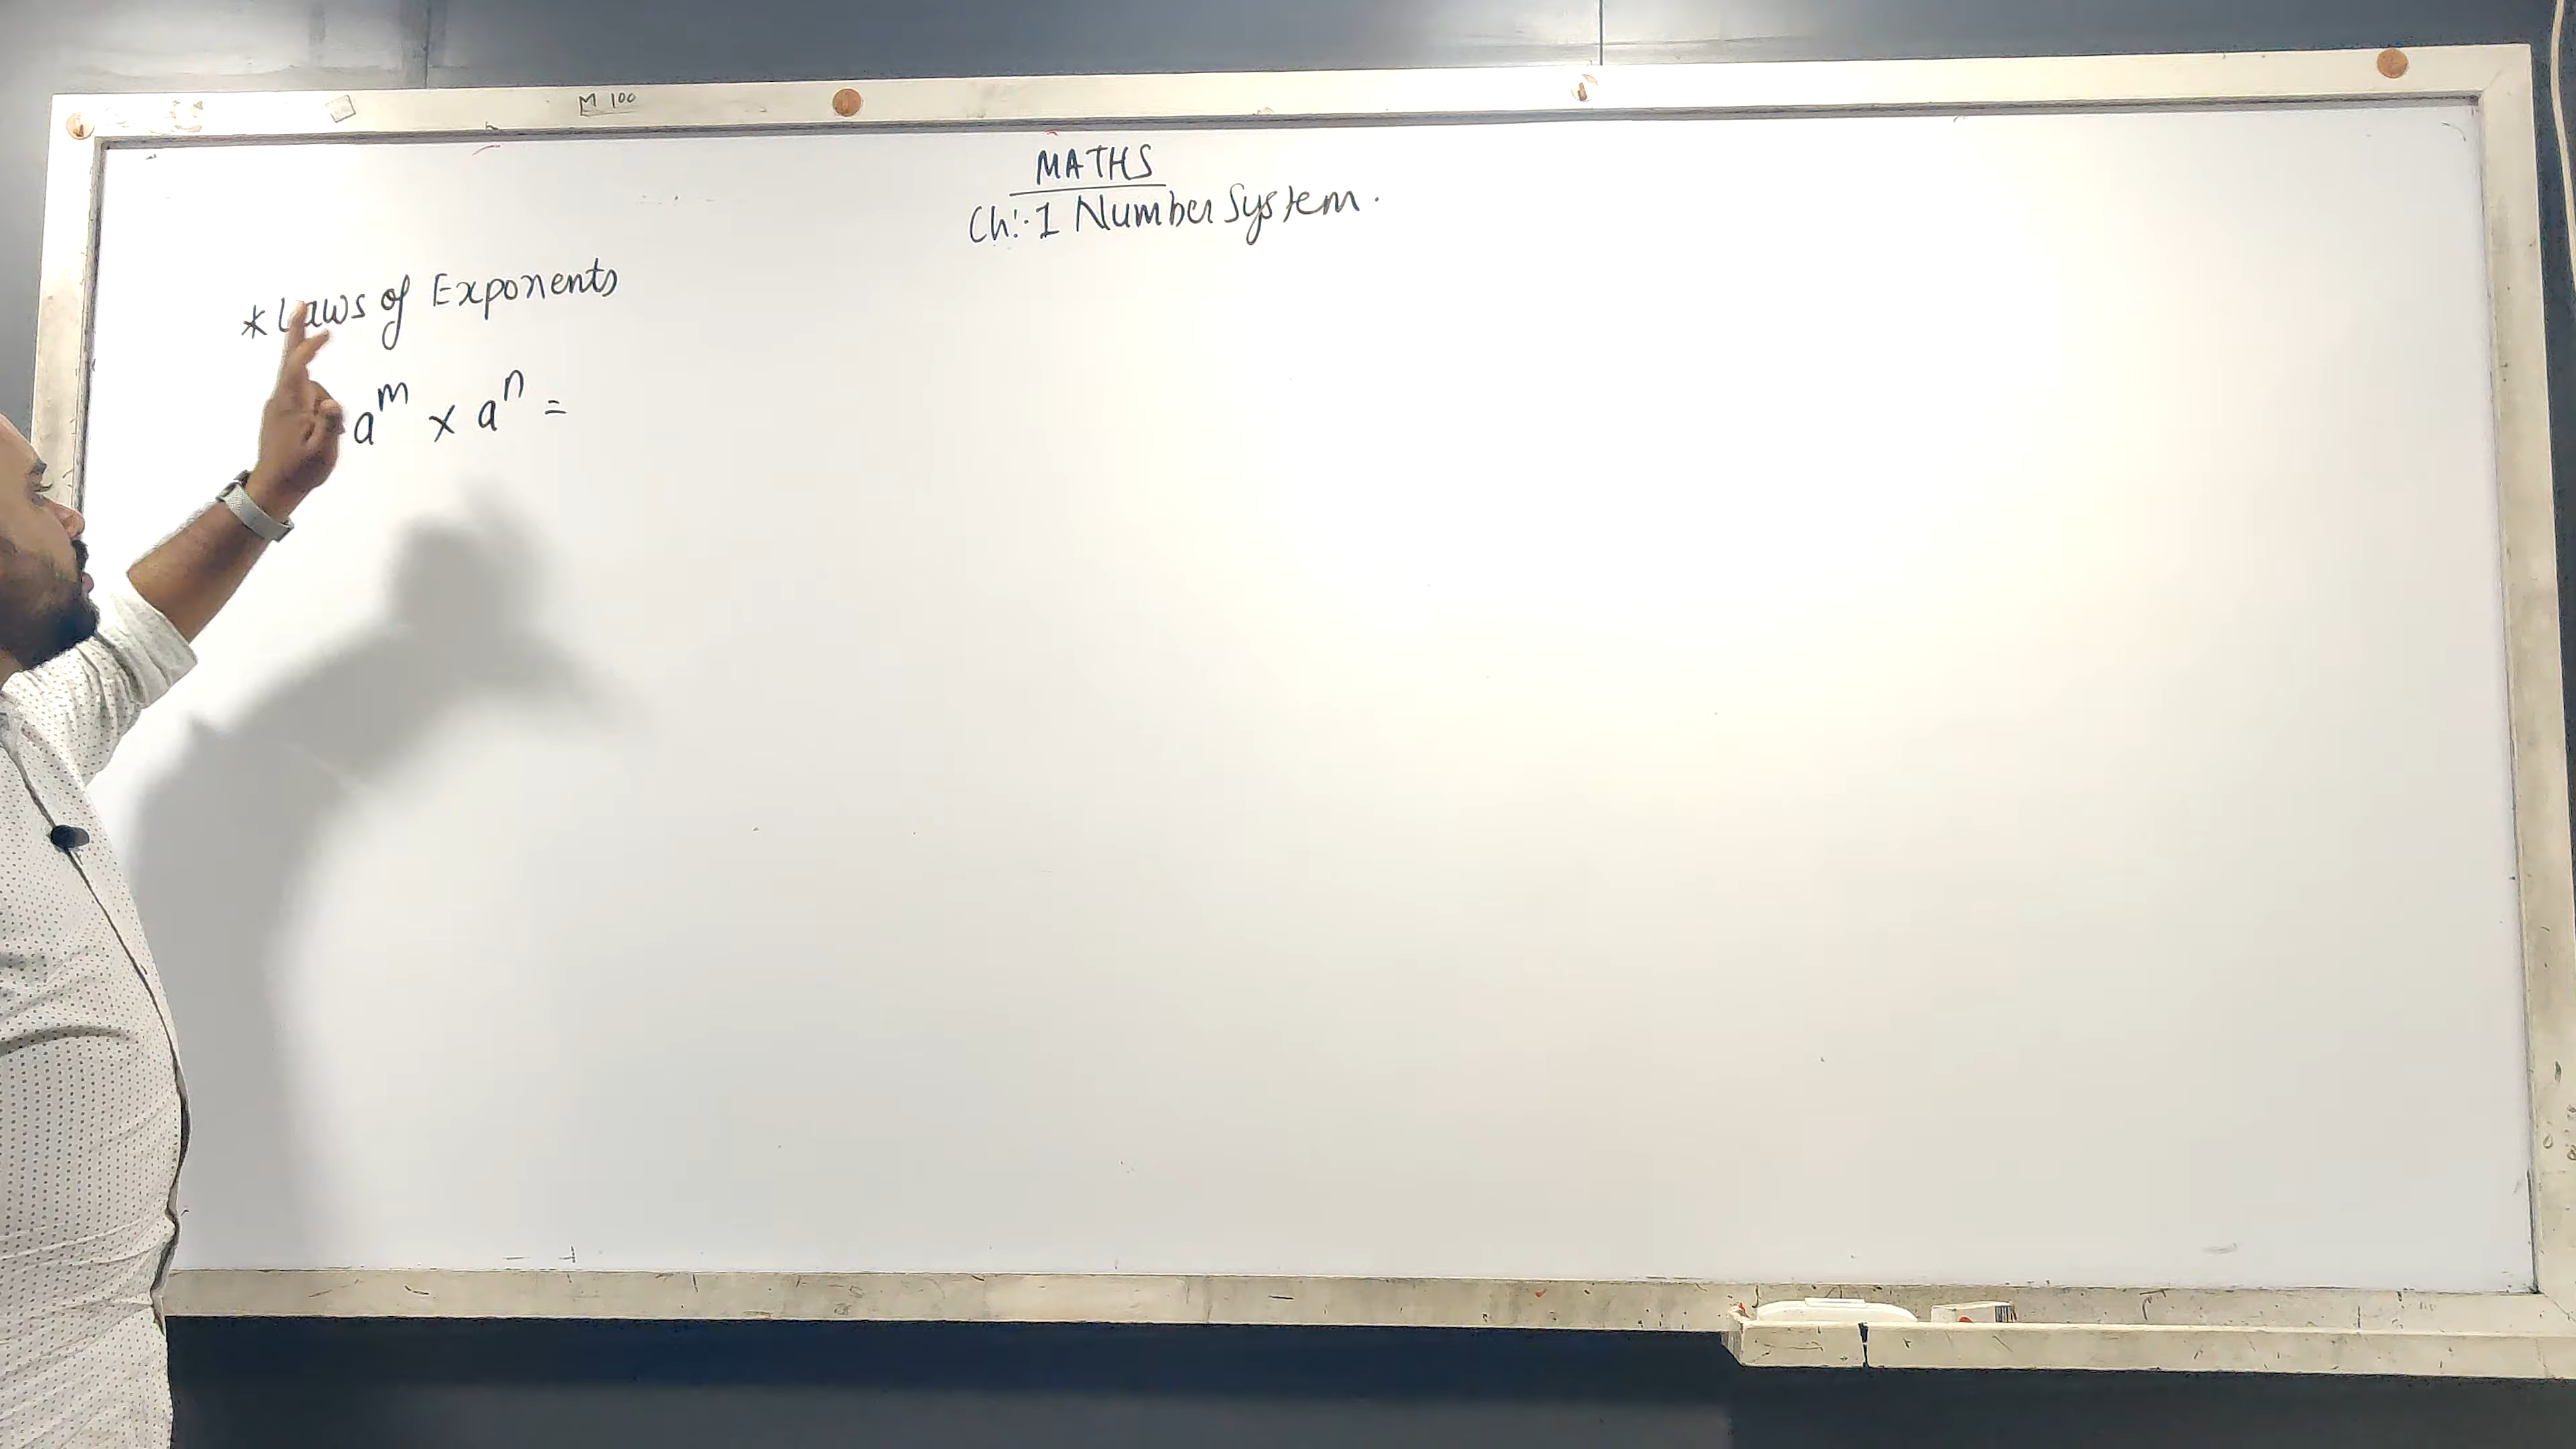 M 100
MATHS
Ch:-1 Number System.
* Laws of Exponents
a^m × a^n =